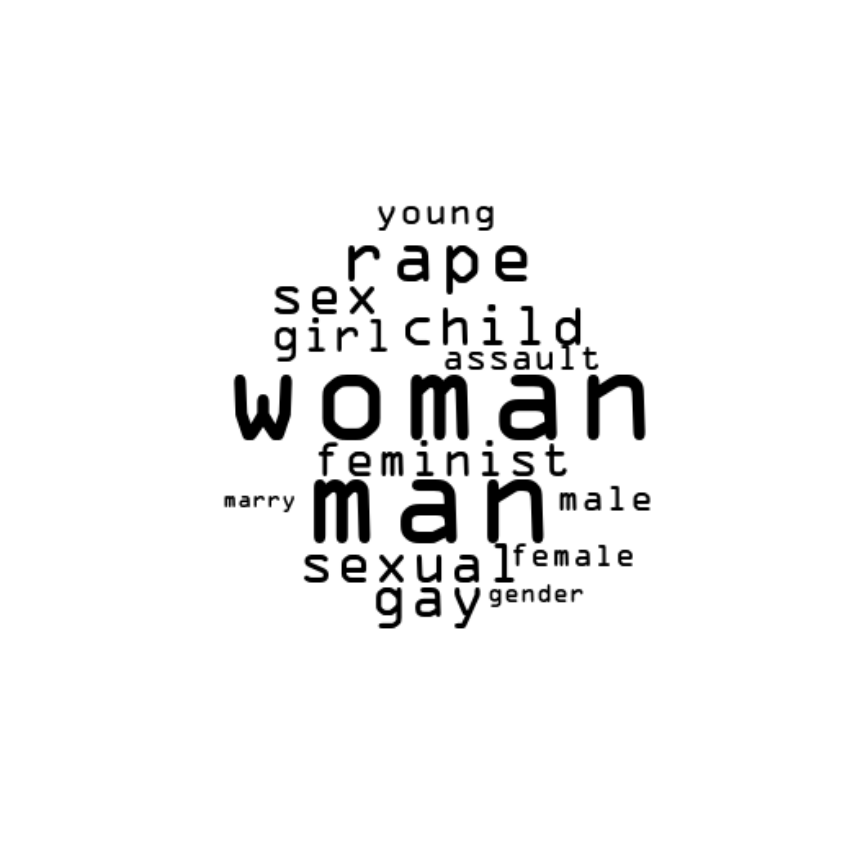 young
rape
sex
child
girl
assault
woman
feminist
man
marry
male
female
sexual
gender
gay